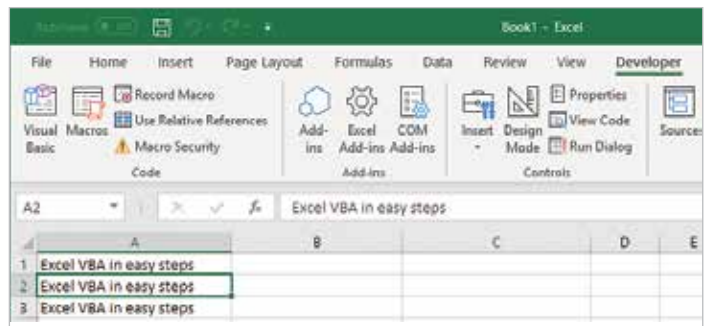 Book1 - Excel
File Home Insert Page Layout Formulas Data Review View Developer
Visual Basic
Macros
Record Macro
Use Relative References
Macro Security
Code
Add-ins
Excel Add-ins
COM Add-ins
Add-ins
Insert
Design Mode
Properties
View Code
Run Dialog
Controls
Source
A2 fx Excel VBA in easy steps
A B C D E
1 Excel VBA in easy steps
2 Excel VBA in easy steps
3 Excel VBA in easy steps